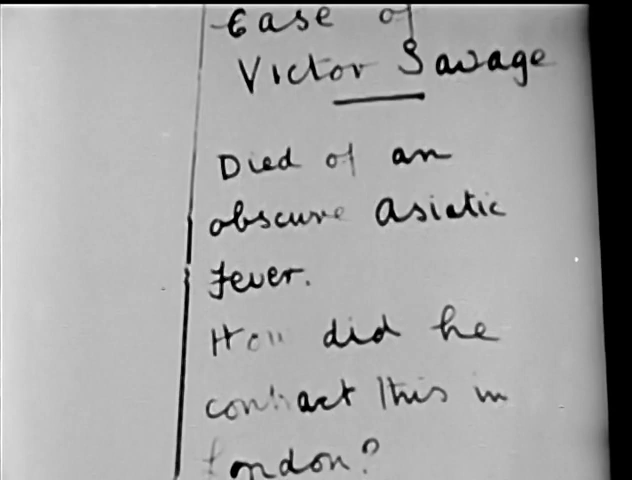 Case of
Victor Savage
Died of an
obscure Asiatic
fever.
How did he
contract this in
London?